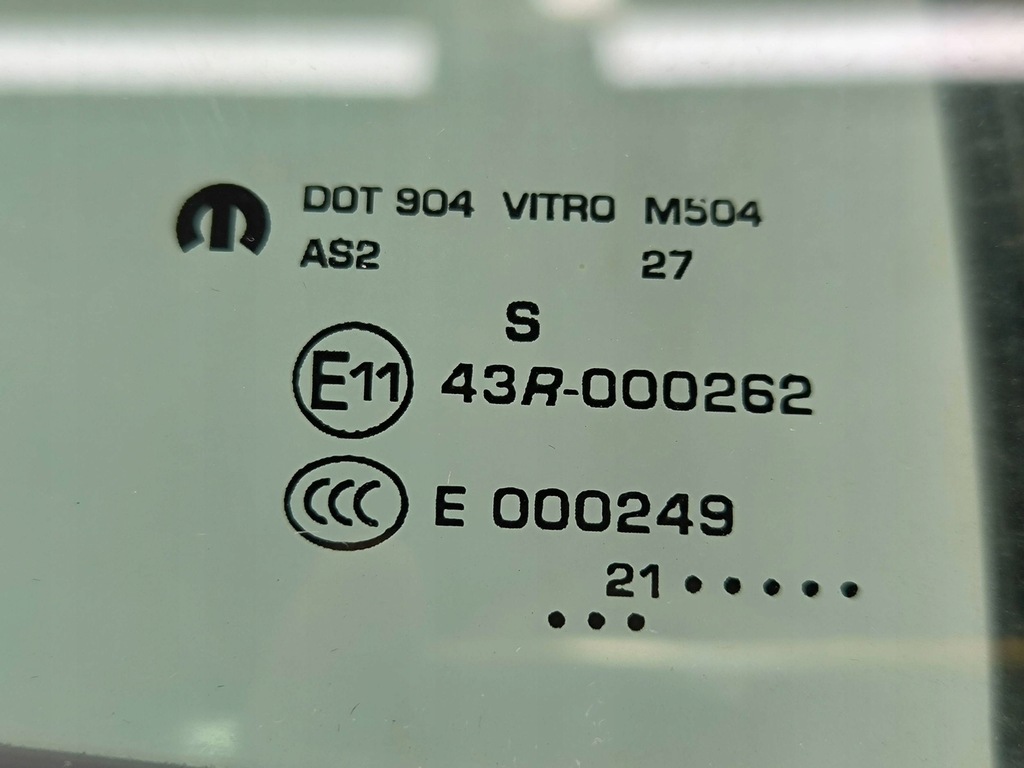 DOT 904 VITRO M504
AS2 27
S
E11 43R-000262
CCC E 000249
21 •••••
•••